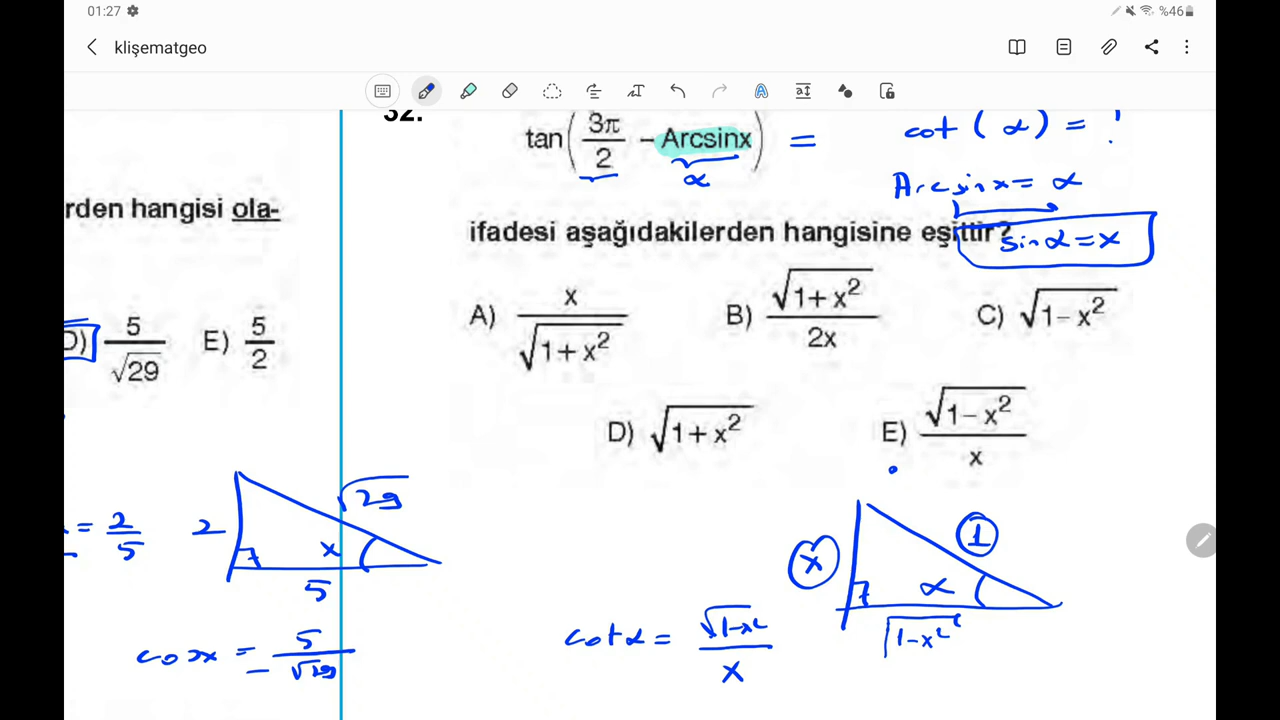 01:27 %46
klişematgeo
32.
tan(3π/2 − Arcsinx) = cot(α) = ?
α
Arcsinx = α
sinα = x
ifadesi aşağıdakilerden hangisine eşittir?
A) x/√(1+x²) B) √(1+x²)/2x C) √(1−x²)
D) √(1+x²) E) √(1−x²)/x
x 1 α √(1−x²)
cotα = √(1−x²)/x
rden hangisi ola-
D) 5/√29 E) 5/2
= 2/5
2 √29 x 5
cosx = 5/√29